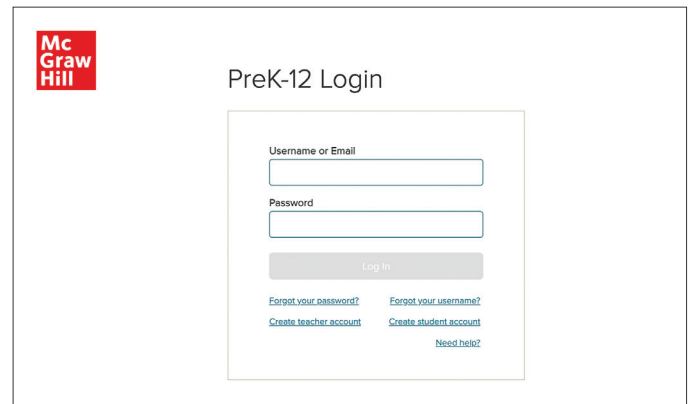 Mc
Graw
Hill
PreK-12 Login
Username or Email
Password
Log In
Forgot your password? Forgot your username?
Create teacher account Create student account
Need help?